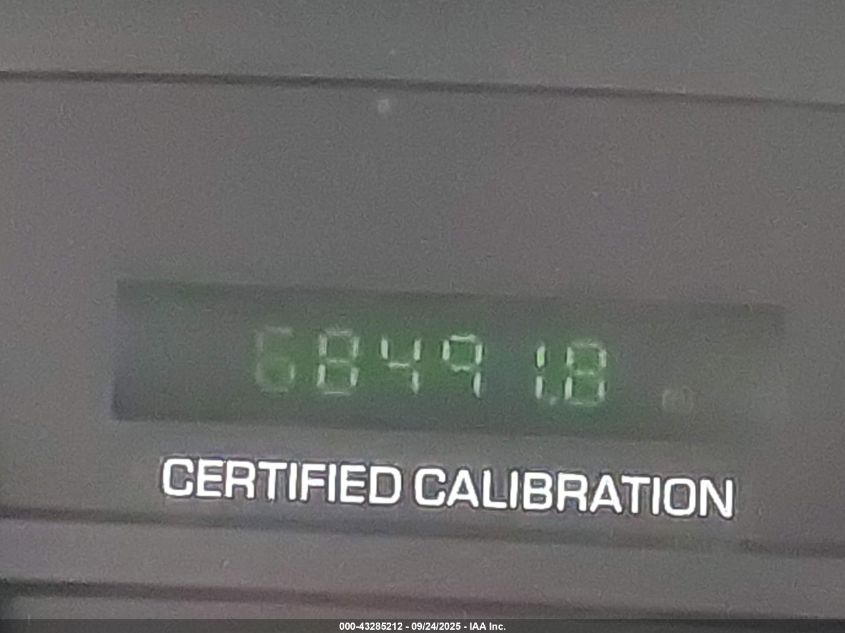 68491.8
CERTIFIED CALIBRATION
000-43285212 - 09/24/2025 - IAA Inc.